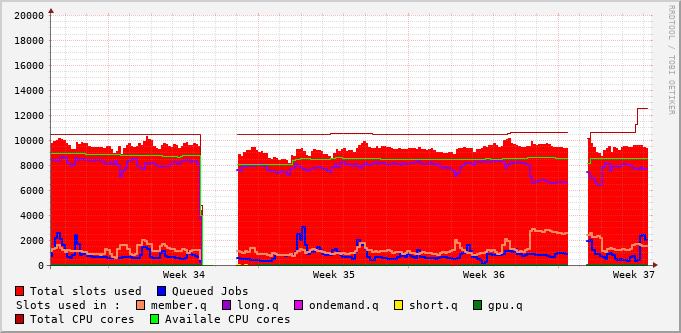 20000
18000
16000
14000
12000
10000
8000
6000
4000
2000
0
Week 34 Week 35 Week 36 Week 37
Total slots used Queued Jobs
Slots used in : member.q long.q ondemand.q short.q gpu.q
Total CPU cores Availale CPU cores
RRDTOOL / TOBI OETIKER